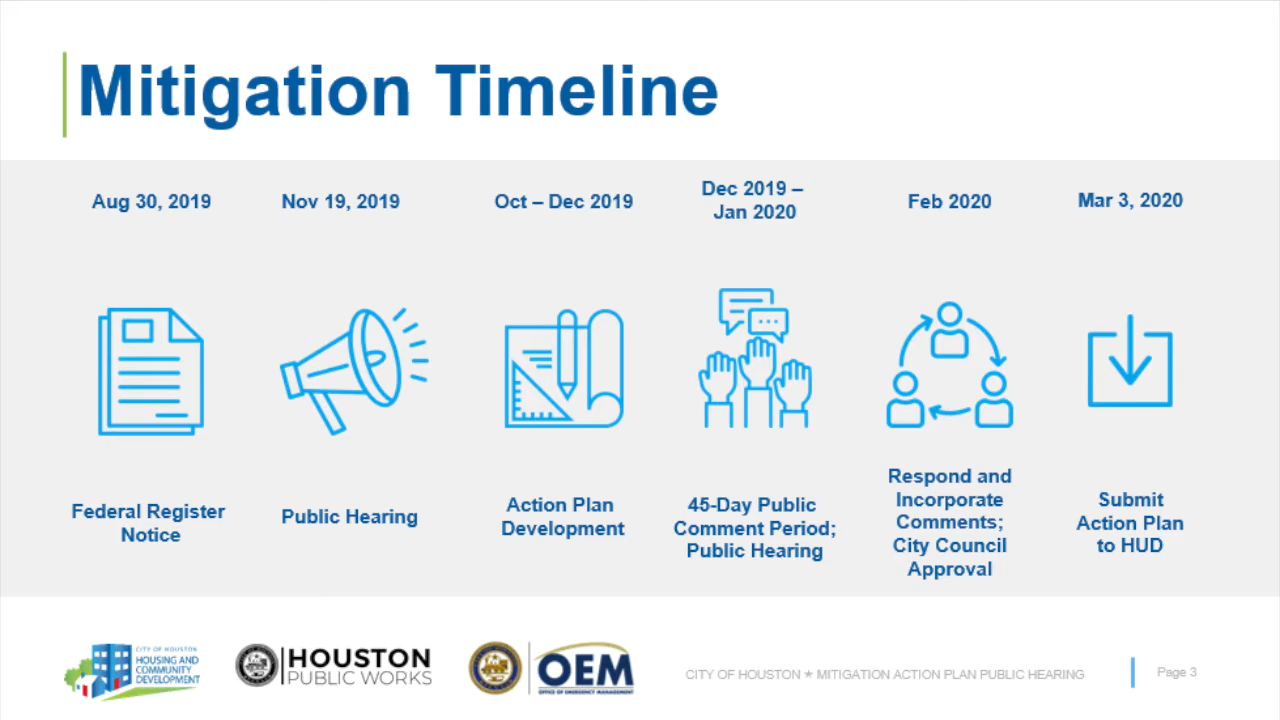 Mitigation Timeline
Aug 30, 2019
Nov 19, 2019
Oct – Dec 2019
Dec 2019 –
Jan 2020
Feb 2020
Mar 3, 2020
Federal Register
Notice
Public Hearing
Action Plan
Development
45-Day Public
Comment Period;
Public Hearing
Respond and
Incorporate
Comments;
City Council
Approval
Submit
Action Plan
to HUD
CITY OF HOUSTON
HOUSING AND
COMMUNITY
DEVELOPMENT
HOUSTON
PUBLIC WORKS
OEM
OFFICE OF EMERGENCY MANAGEMENT
CITY OF HOUSTON ★ MITIGATION ACTION PLAN PUBLIC HEARING
Page 3